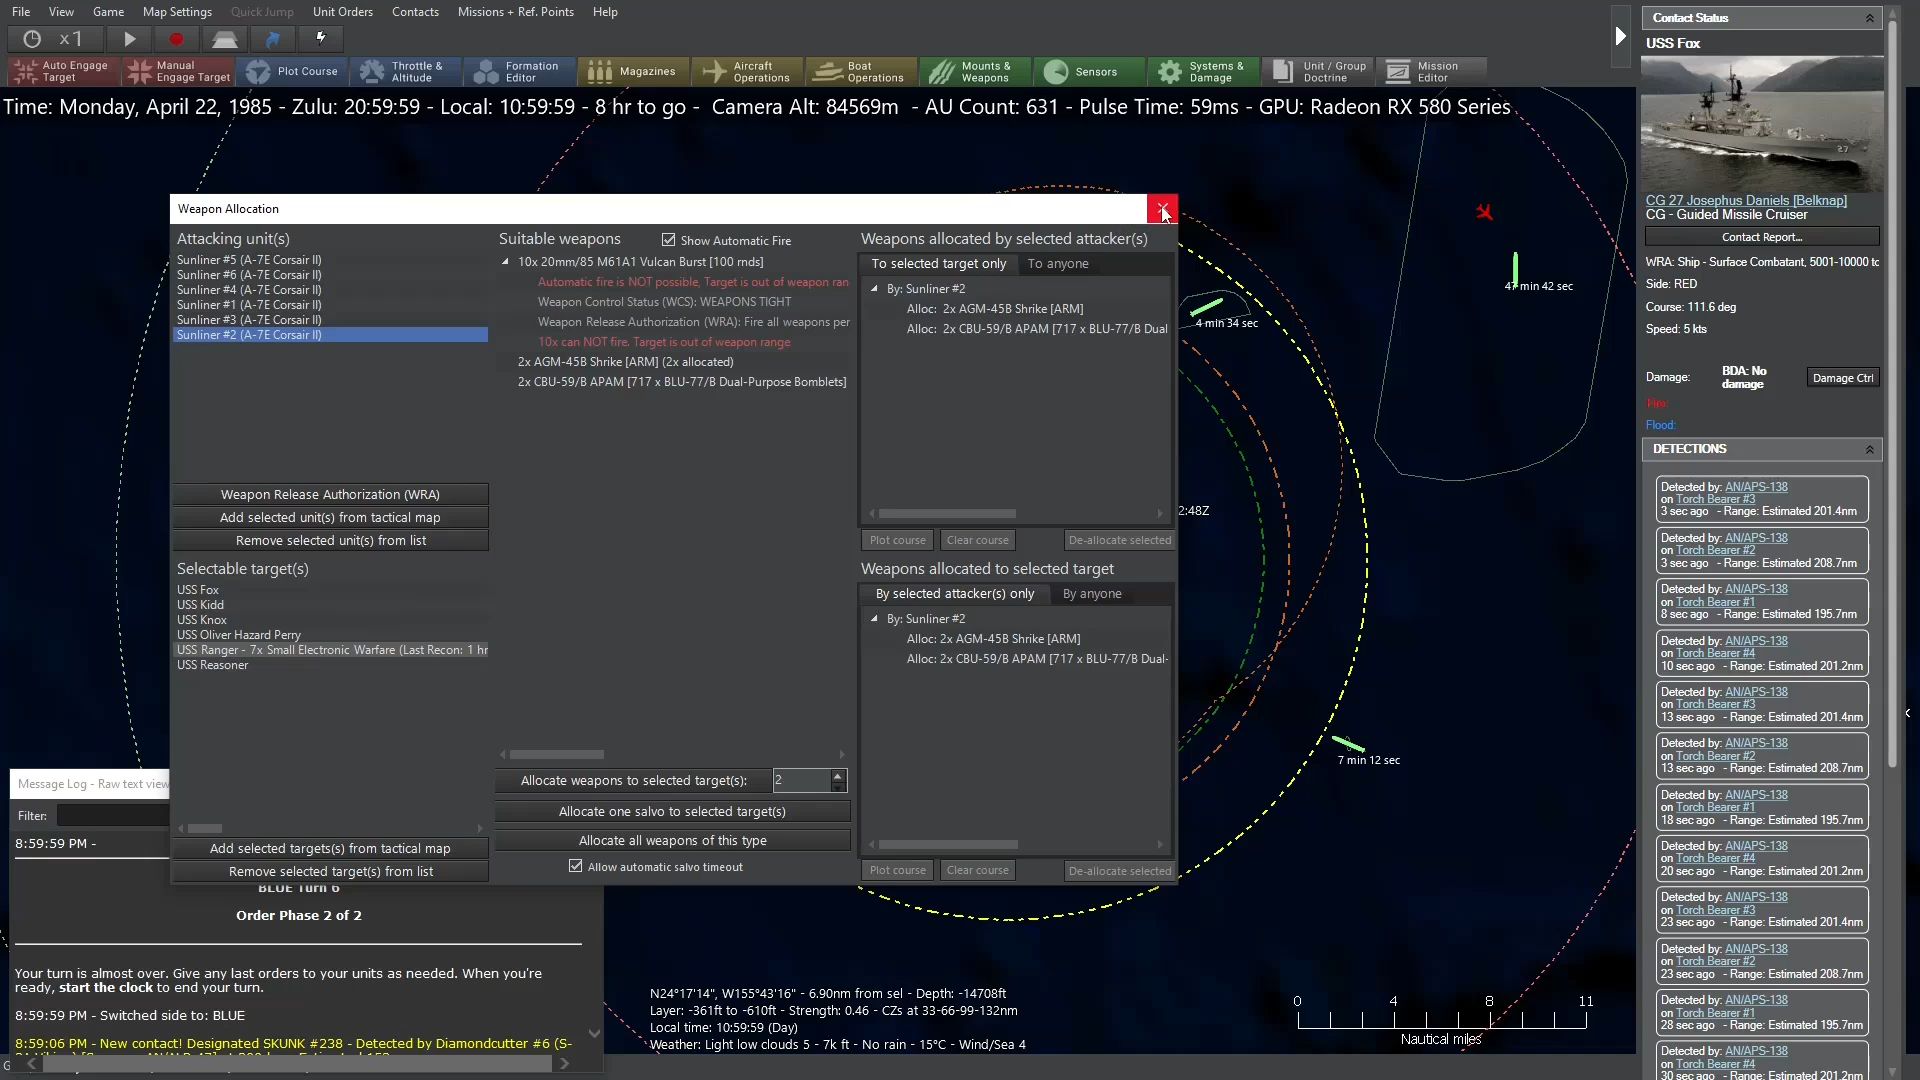 File View Game Map Settings Quick Jump Unit Orders Contacts Missions + Ref. Points Help
x1
Auto Engage Target
Manual Engage Target
Plot Course
Throttle & Altitude
Formation Editor
Magazines
Aircraft Operations
Boat Operations
Mounts & Weapons
Sensors
Systems & Damage
Unit / Group Doctrine
Mission Editor
Time: Monday, April 22, 1985 - Zulu: 20:59:59 - Local: 10:59:59 - 8 hr to go - Camera Alt: 84569m - AU Count: 631 - Pulse Time: 59ms - GPU: Radeon RX 580 Series
Weapon Allocation
Attacking unit(s)
Sunliner #5 (A-7E Corsair II)
Sunliner #6 (A-7E Corsair II)
Sunliner #4 (A-7E Corsair II)
Sunliner #1 (A-7E Corsair II)
Sunliner #3 (A-7E Corsair II)
Sunliner #2 (A-7E Corsair II)
Weapon Release Authorization (WRA)
Add selected unit(s) from tactical map
Remove selected unit(s) from list
Selectable target(s)
USS Fox
USS Kidd
USS Knox
USS Oliver Hazard Perry
USS Ranger - 7x Small Electronic Warfare (Last Recon: 1 hr
USS Reasoner
Add selected targets(s) from tactical map
Remove selected target(s) from list
Suitable weapons
Show Automatic Fire
10x 20mm/85 M61A1 Vulcan Burst [100 rnds]
Automatic fire is NOT possible, Target is out of weapon ran
Weapon Control Status (WCS): WEAPONS TIGHT
Weapon Release Authorization (WRA): Fire all weapons per
10x can NOT fire. Target is out of weapon range
2x AGM-45B Shrike [ARM] (2x allocated)
2x CBU-59/B APAM [717 x BLU-77/B Dual-Purpose Bomblets]
Allocate weapons to selected target(s): 2
Allocate one salvo to selected target(s)
Allocate all weapons of this type
Allow automatic salvo timeout
Weapons allocated by selected attacker(s)
To selected target only To anyone
By: Sunliner #2
Alloc: 2x AGM-45B Shrike [ARM]
Alloc: 2x CBU-59/B APAM [717 x BLU-77/B Dual
Plot course Clear course De-allocate selected
Weapons allocated to selected target
By selected attacker(s) only By anyone
By: Sunliner #2
Alloc: 2x AGM-45B Shrike [ARM]
Alloc: 2x CBU-59/B APAM [717 x BLU-77/B Dual-
Plot course Clear course De-allocate selected
4 min 34 sec
47 min 42 sec
2:48Z
7 min 12 sec
Message Log - Raw text view
Filter:
8:59:59 PM -
BLUE Turn 6
Order Phase 2 of 2
Your turn is almost over. Give any last orders to your units as needed. When you're
ready, start the clock to end your turn.
8:59:59 PM - Switched side to: BLUE
8:59:06 PM - New contact! Designated SKUNK #238 - Detected by Diamondcutter #6 (S-
N24°17'14", W155°43'16" - 6.90nm from sel - Depth: -14708ft
Layer: -361ft to -610ft - Strength: 0.46 - CZs at 33-66-99-132nm
Local time: 10:59:59 (Day)
Weather: Light low clouds 5 - 7k ft - No rain - 15°C - Wind/Sea 4
0 4 8 11
Nautical miles
Contact Status
USS Fox
27
CG 27 Josephus Daniels [Belknap]
CG - Guided Missile Cruiser
Contact Report...
WRA: Ship - Surface Combatant, 5001-10000 tc
Side: RED
Course: 111.6 deg
Speed: 5 kts
Damage: BDA: No damage Damage Ctrl
Fire:
Flood:
DETECTIONS
Detected by: AN/APS-138
on Torch Bearer #3
3 sec ago - Range: Estimated 201.4nm
Detected by: AN/APS-138
on Torch Bearer #2
3 sec ago - Range: Estimated 208.7nm
Detected by: AN/APS-138
on Torch Bearer #1
8 sec ago - Range: Estimated 195.7nm
Detected by: AN/APS-138
on Torch Bearer #4
10 sec ago - Range: Estimated 201.2nm
Detected by: AN/APS-138
on Torch Bearer #3
13 sec ago - Range: Estimated 201.4nm
Detected by: AN/APS-138
on Torch Bearer #2
13 sec ago - Range: Estimated 208.7nm
Detected by: AN/APS-138
on Torch Bearer #1
18 sec ago - Range: Estimated 195.7nm
Detected by: AN/APS-138
on Torch Bearer #4
20 sec ago - Range: Estimated 201.2nm
Detected by: AN/APS-138
on Torch Bearer #3
23 sec ago - Range: Estimated 201.4nm
Detected by: AN/APS-138
on Torch Bearer #2
23 sec ago - Range: Estimated 208.7nm
Detected by: AN/APS-138
on Torch Bearer #1
28 sec ago - Range: Estimated 195.7nm
Detected by: AN/APS-138
on Torch Bearer #4
30 sec ago - Range: Estimated 201.2nm